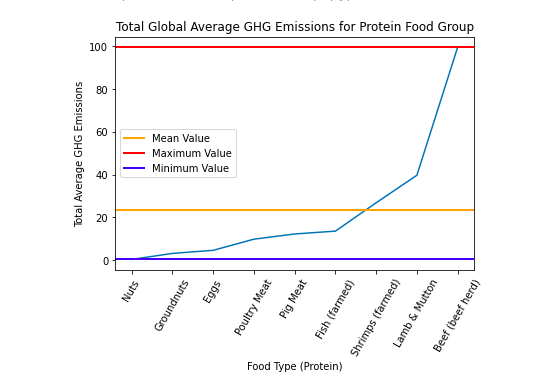 Total Global Average GHG Emissions for Protein Food Group
100
80
60
40
20
0
Total Average GHG Emissions
Mean Value
Maximum Value
Minimum Value
Nuts
Groundnuts
Eggs
Poultry Meat
Pig Meat
Fish (farmed)
Shrimps (farmed)
Lamb & Mutton
Beef (beef herd)
Food Type (Protein)